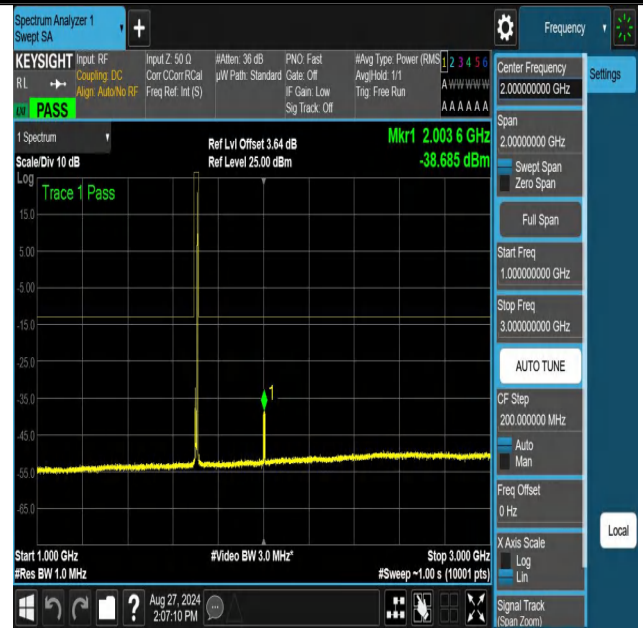 Spectrum Analyzer 1
Swept SA
+
Frequency
KEYSIGHT Input: RF Input Z: 50 Ω #Atten: 36 dB PNO: Fast #Avg Type: Power (RMS 1 2 3 4 5 6
RL Coupling: DC Corr CCorr RCal µW Path: Standard Gate: Off Avg|Hold: 1/1 A W W W W W
Align: Auto/No RF Freq Ref: Int (S) IF Gain: Low Trig: Free Run
PASS Sig Track: Off A A A A A A
1 Spectrum
Scale/Div 10 dB
Ref Lvl Offset 3.64 dB
Ref Level 25.00 dBm
Mkr1 2.003 6 GHz
-38.685 dBm
Log
Trace 1 Pass
15.0
5.00
-5.00
-15.0
-25.0
-35.0
-45.0
-55.0
-65.0
1
Start 1.000 GHz #Video BW 3.0 MHz* Stop 3.000 GHz
#Res BW 1.0 MHz #Sweep ~1.00 s (10001 pts)
Aug 27, 2024
2:07:10 PM
?
Center Frequency
2.000000000 GHz
Settings
Span
2.00000000 GHz
Swept Span
Zero Span
Full Span
Start Freq
1.000000000 GHz
Stop Freq
3.000000000 GHz
AUTO TUNE
CF Step
200.000000 MHz
Auto
Man
Freq Offset
0 Hz
X Axis Scale
Log
Lin
Local
Signal Track
(Span Zoom)